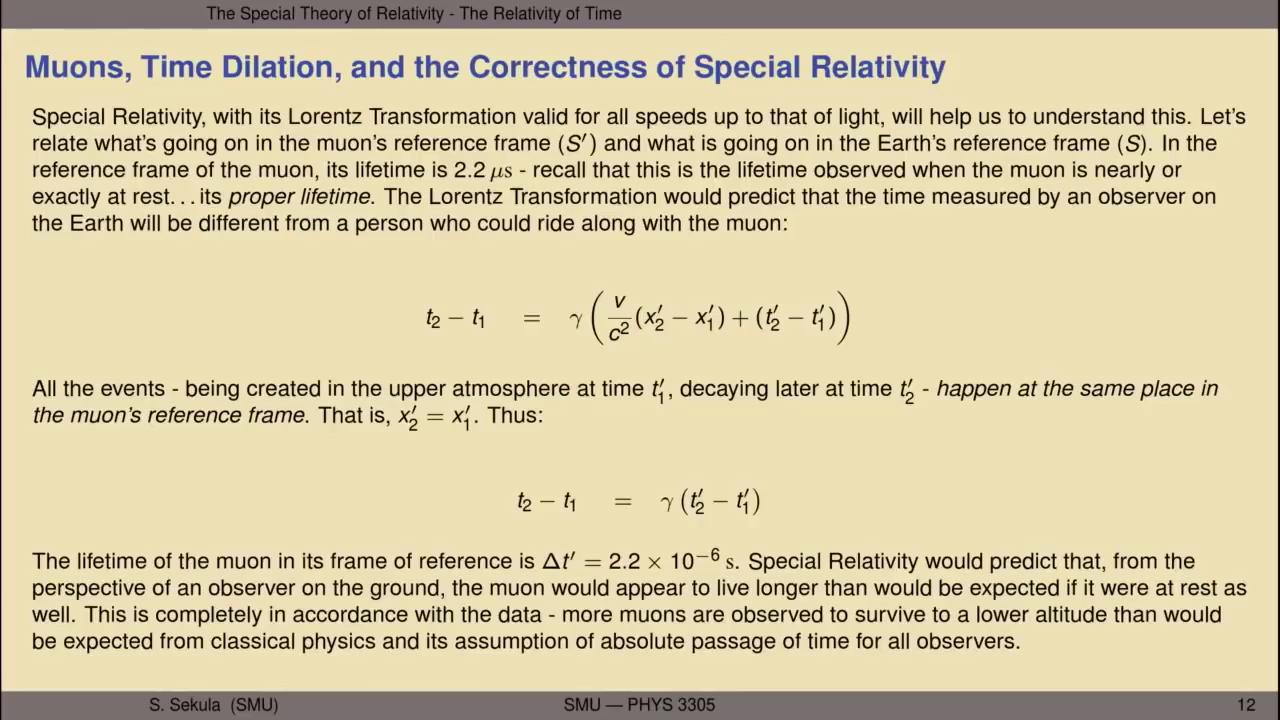 The Special Theory of Relativity - The Relativity of Time
Muons, Time Dilation, and the Correctness of Special Relativity
Special Relativity, with its Lorentz Transformation valid for all speeds up to that of light, will help us to understand this. Let's
relate what's going on in the muon's reference frame (S′) and what is going on in the Earth's reference frame (S). In the
reference frame of the muon, its lifetime is 2.2 μs - recall that this is the lifetime observed when the muon is nearly or
exactly at rest. . . its proper lifetime. The Lorentz Transformation would predict that the time measured by an observer on
the Earth will be different from a person who could ride along with the muon:
t₂ − t₁ = γ ( v/c² (x′₂ − x′₁) + (t′₂ − t′₁) )
All the events - being created in the upper atmosphere at time t′₁, decaying later at time t′₂ - happen at the same place in
the muon's reference frame. That is, x′₂ = x′₁. Thus:
t₂ − t₁ = γ (t′₂ − t′₁)
The lifetime of the muon in its frame of reference is Δt′ = 2.2 × 10⁻⁶ s. Special Relativity would predict that, from the
perspective of an observer on the ground, the muon would appear to live longer than would be expected if it were at rest as
well. This is completely in accordance with the data - more muons are observed to survive to a lower altitude than would
be expected from classical physics and its assumption of absolute passage of time for all observers.
S. Sekula (SMU)
SMU — PHYS 3305
12